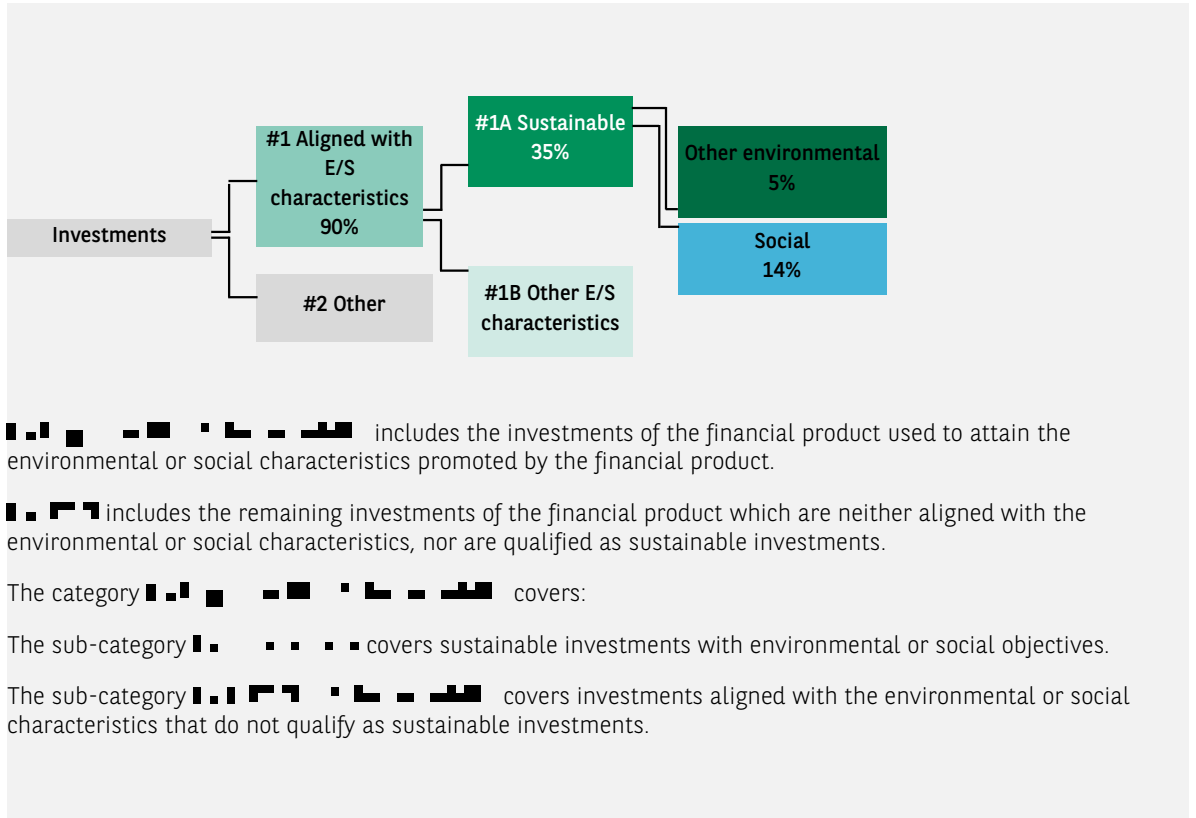 #1A Sustainable
35%
#1 Aligned with
E/S
characteristics
90%
Other environmental
5%
Investments
Social
14%
#2 Other
#1B Other E/S
characteristics
includes the investments of the financial product used to attain the
environmental or social characteristics promoted by the financial product.
includes the remaining investments of the financial product which are neither aligned with the
environmental or social characteristics, nor are qualified as sustainable investments.
The category covers:
The sub-category covers sustainable investments with environmental or social objectives.
The sub-category covers investments aligned with the environmental or social
characteristics that do not qualify as sustainable investments.